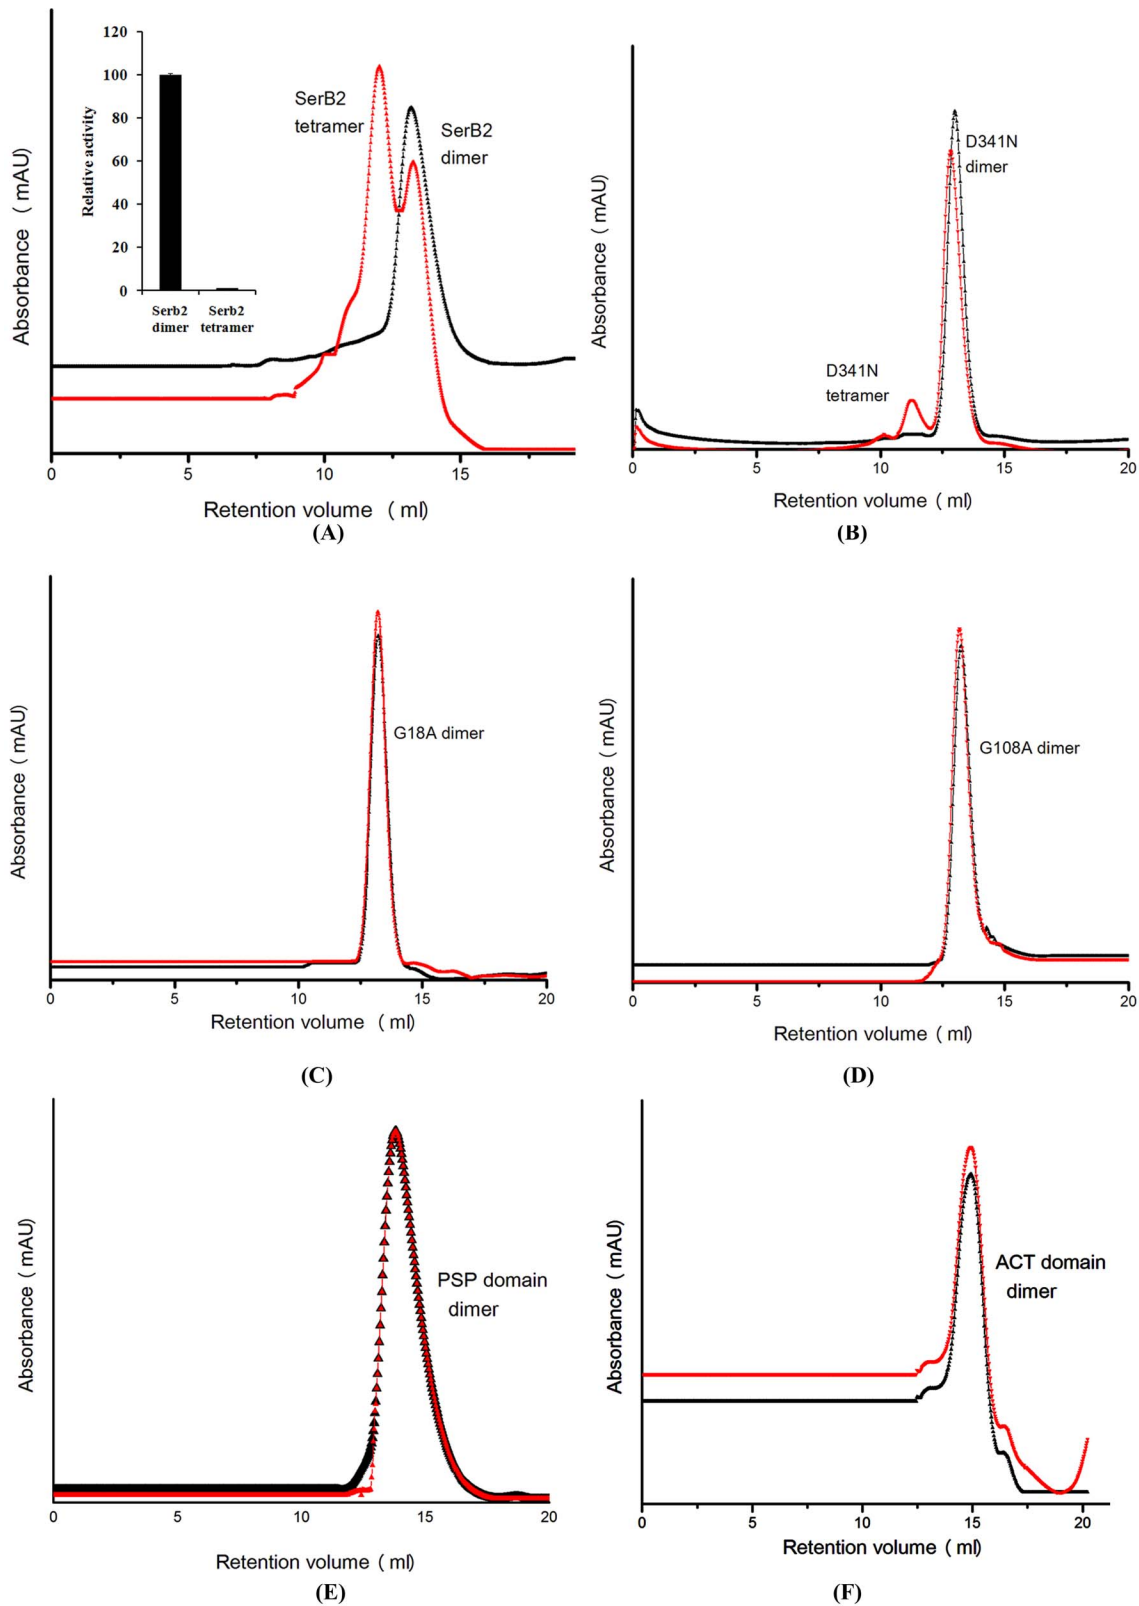 120
100
80
60
40
20
0
Relative activity
Serb2
dimer
Serb2
tetramer
SerB2
tetramer
SerB2
dimer
Absorbance ( mAU)
0
5
10
15
Retention volume ( ml)
(A)
D341N
dimer
D341N
tetramer
Absorbance ( mAU)
0
5
10
15
20
Retention volume ( ml)
(B)
G18A dimer
Absorbance ( mAU)
0
5
10
15
20
Retention volume ( ml)
(C)
G108A dimer
Absorbance ( mAU)
0
5
10
15
20
Retention volume ( ml)
(D)
PSP domain
dimer
Absorbance ( mAU)
0
5
10
15
20
Retention volume ( ml)
(E)
ACT domain
dimer
Absorbance ( mAU)
0
5
10
15
20
Retention volume ( ml)
(F)